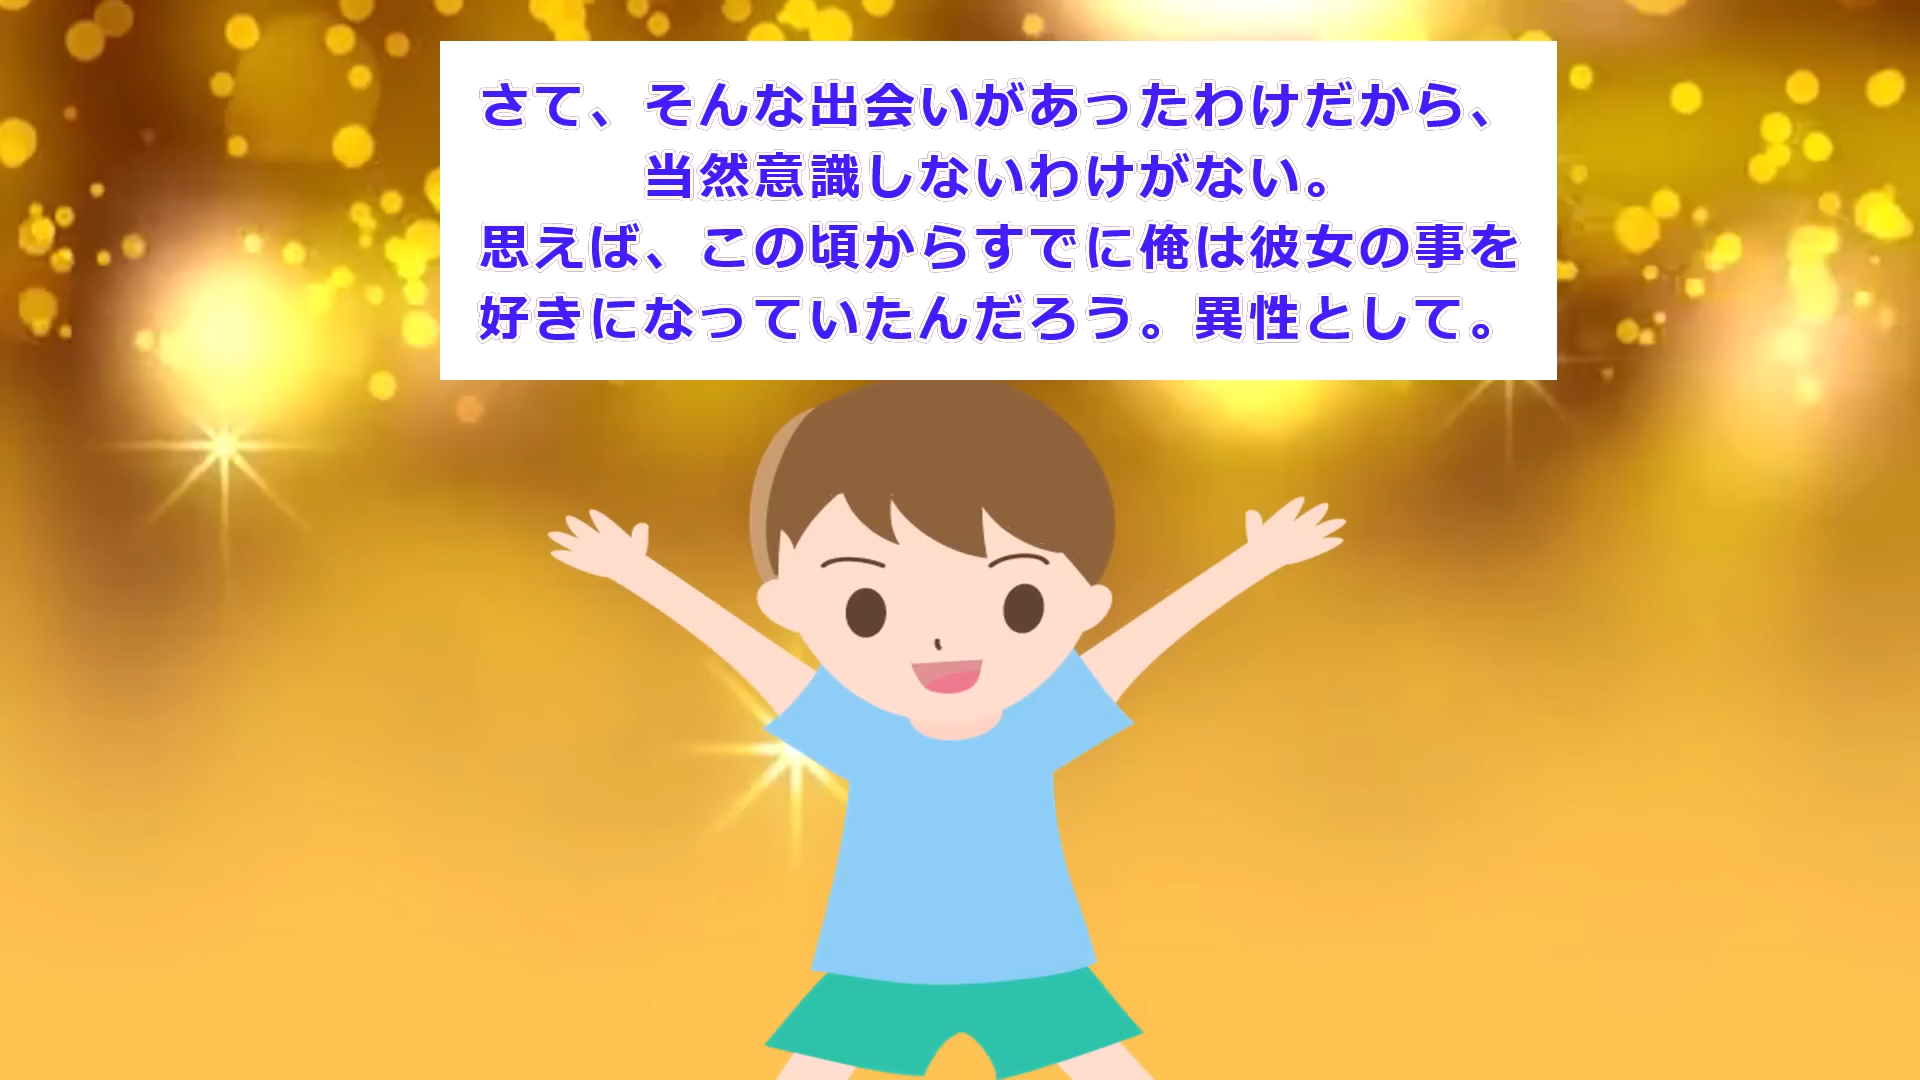 さて、そんな出会いがあったわけだから、
当然意識しないわけがない。
思えば、この頃からすでに俺は彼女の事を
好きになっていたんだろう。異性として。